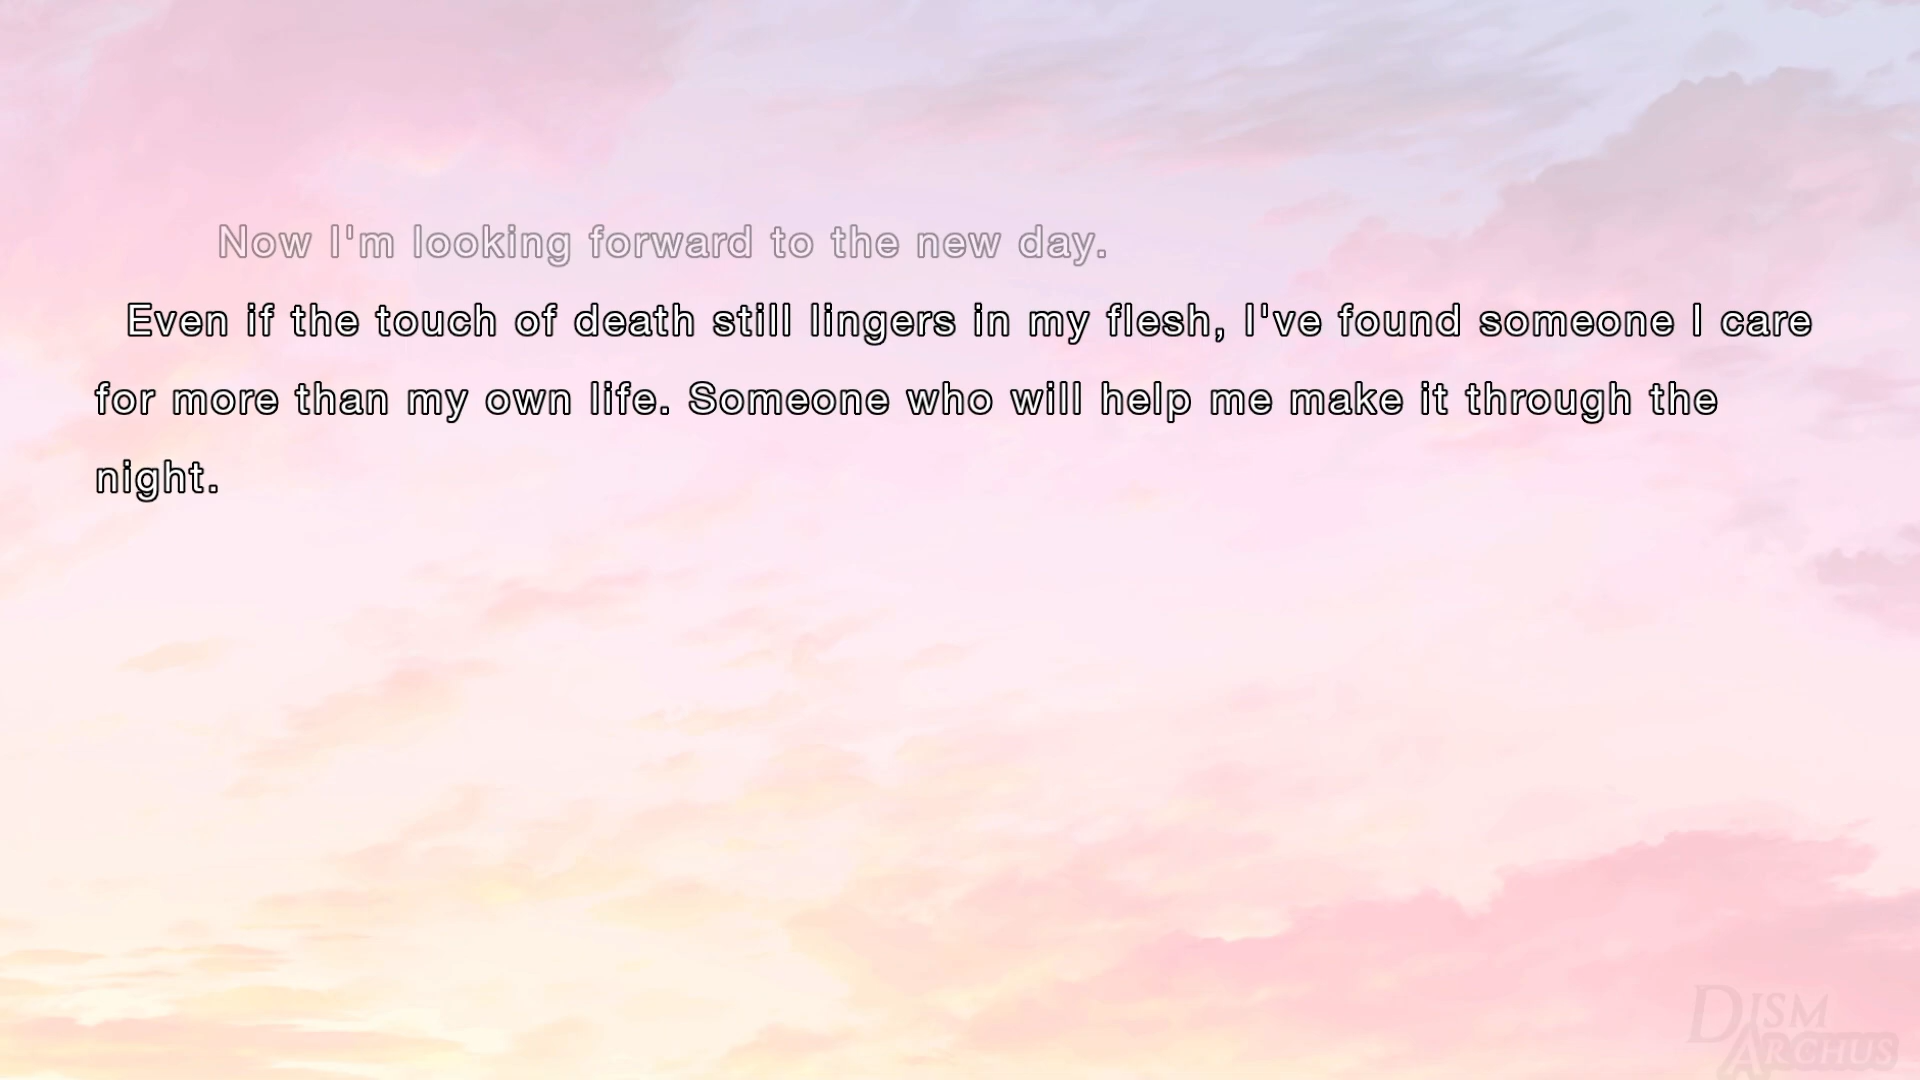 Now I'm looking forward to the new day.
Even if the touch of death still lingers in my flesh, I've found someone I care
for more than my own life. Someone who will help me make it through the
night.
DISM
ARCHUS